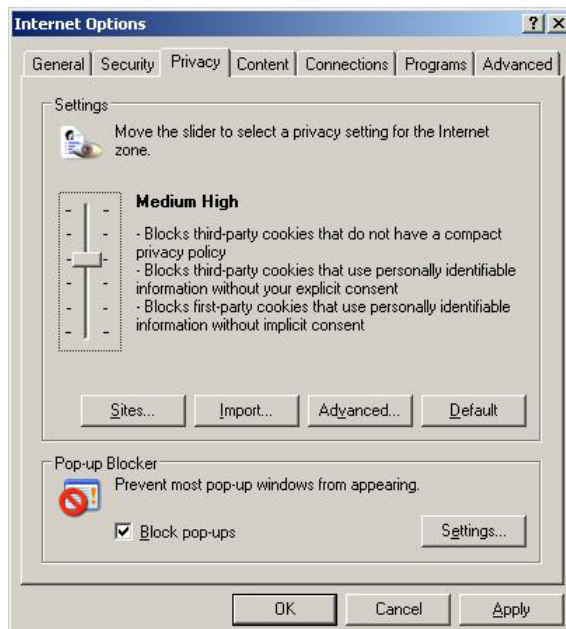 Internet Options
General Security Privacy Content Connections Programs Advanced
Settings
Move the slider to select a privacy setting for the Internet
zone.
Medium High
- Blocks third-party cookies that do not have a compact
privacy policy
- Blocks third-party cookies that use personally identifiable
information without your explicit consent
- Blocks first-party cookies that use personally identifiable
information without implicit consent
Sites... Import... Advanced... Default
Pop-up Blocker
Prevent most pop-up windows from appearing.
Block pop-ups Settings...
OK Cancel Apply